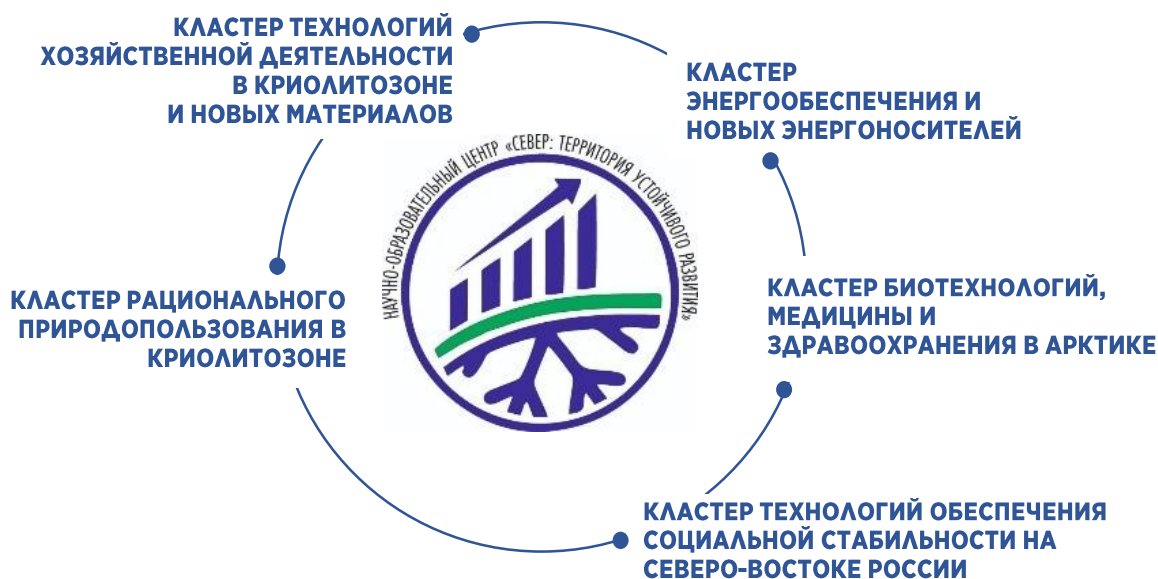 КЛАСТЕР ТЕХНОЛОГИЙ
ХОЗЯЙСТВЕННОЙ ДЕЯТЕЛЬНОСТИ
В КРИОЛИТОЗОНЕ
И НОВЫХ МАТЕРИАЛОВ
КЛАСТЕР
ЭНЕРГООБЕСПЕЧЕНИЯ И
НОВЫХ ЭНЕРГОНОСИТЕЛЕЙ
НАУЧНО-ОБРАЗОВАТЕЛЬНЫЙ ЦЕНТР «СЕВЕР: ТЕРРИТОРИЯ УСТОЙЧИВОГО РАЗВИТИЯ»
КЛАСТЕР РАЦИОНАЛЬНОГО
ПРИРОДОПОЛЬЗОВАНИЯ В
КРИОЛИТОЗОНЕ
КЛАСТЕР БИОТЕХНОЛОГИЙ,
МЕДИЦИНЫ И
ЗДРАВООХРАНЕНИЯ В АРКТИКЕ
КЛАСТЕР ТЕХНОЛОГИЙ ОБЕСПЕЧЕНИЯ
СОЦИАЛЬНОЙ СТАБИЛЬНОСТИ НА
СЕВЕРО-ВОСТОКЕ РОССИИ